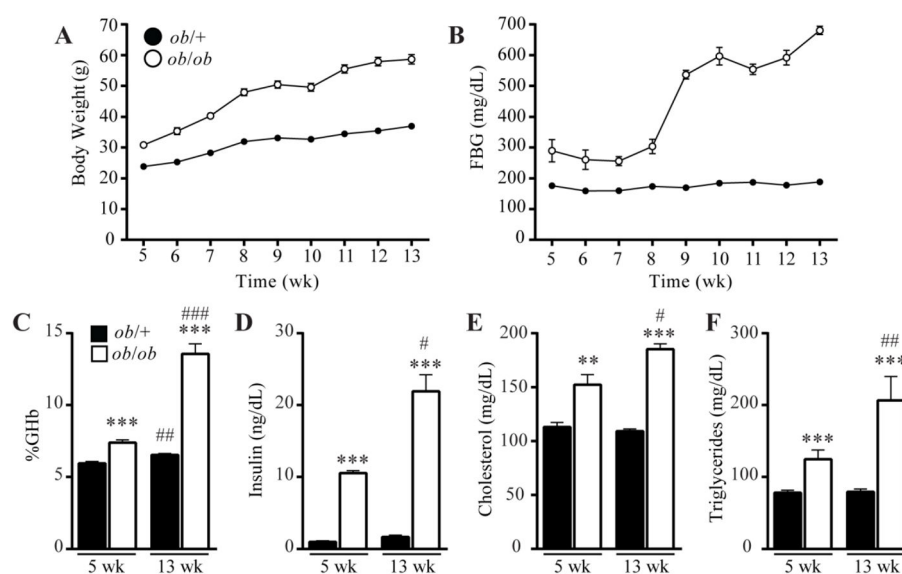 A
ob/+
ob/ob
Body Weight (g)
70
60
50
40
30
20
10
0
5 6 7 8 9 10 11 12 13
Time (wk)
B
FBG (mg/dL)
700
600
500
400
300
200
100
0
5 6 7 8 9 10 11 12 13
Time (wk)
C
ob/+
ob/ob
%GHb
15
10
5
0
***
##
###
***
5 wk 13 wk
D
Insulin (ng/dL)
30
20
10
0
***
#
***
5 wk 13 wk
E
Cholesterol (mg/dL)
200
150
100
50
0
**
#
***
5 wk 13 wk
F
Triglycerides (mg/dL)
300
200
100
0
***
##
***
5 wk 13 wk